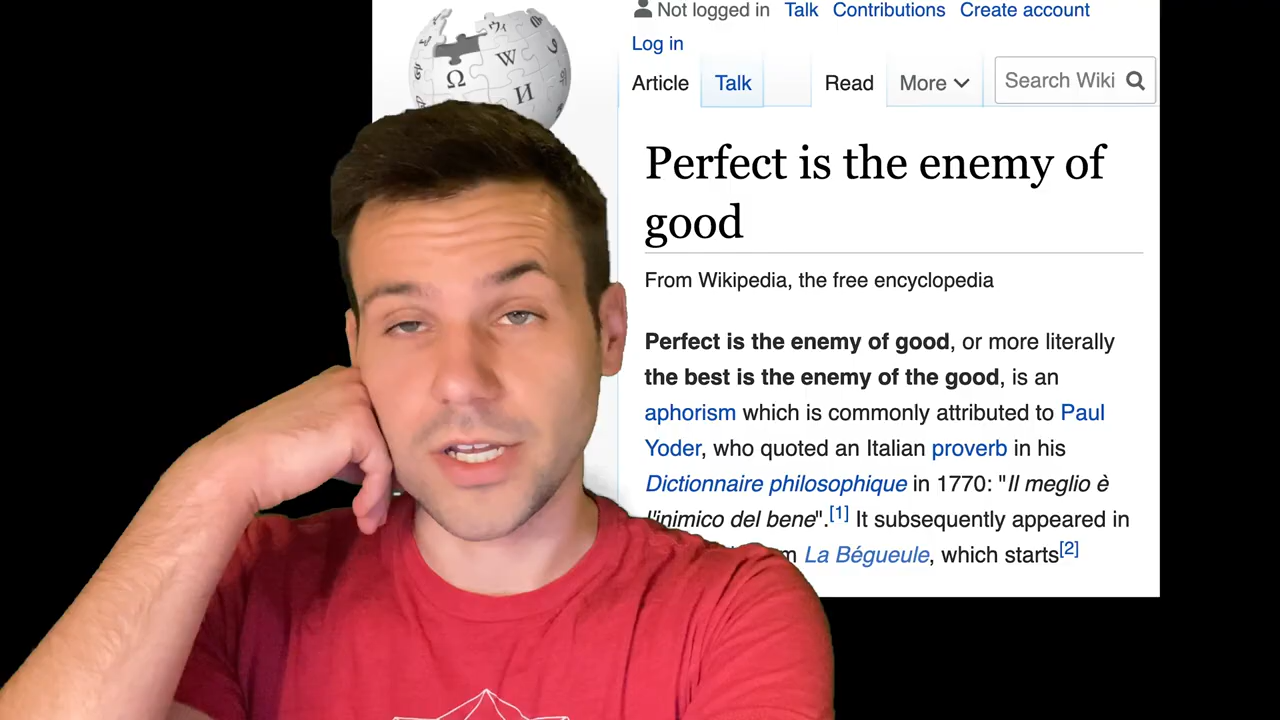 Not logged in Talk Contributions Create account
Log in
Article Talk Read More Search Wiki
Ω W И
Perfect is the enemy of
good
From Wikipedia, the free encyclopedia
Perfect is the enemy of good, or more literally
the best is the enemy of the good, is an
aphorism which is commonly attributed to Paul
Yoder, who quoted an Italian proverb in his
Dictionnaire philosophique in 1770: "Il meglio è
l'inimico del bene".[1] It subsequently appeared in
La Bégueule, which starts[2]